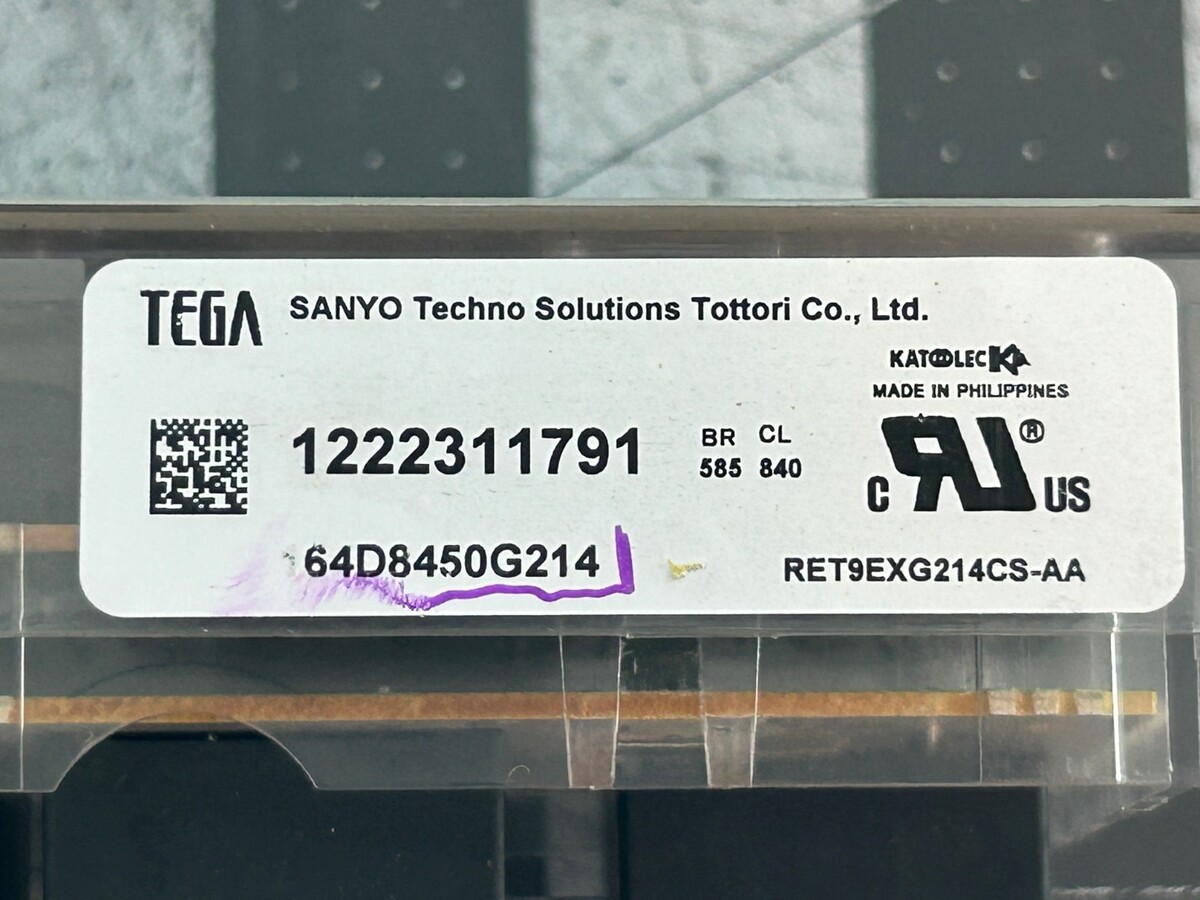 TEGA SANYO Techno Solutions Tottori Co., Ltd.
KATOLEC
MADE IN PHILIPPINES
1222311791
BR CL
585 840
C RU ® US
64D8450G214
RET9EXG214CS-AA